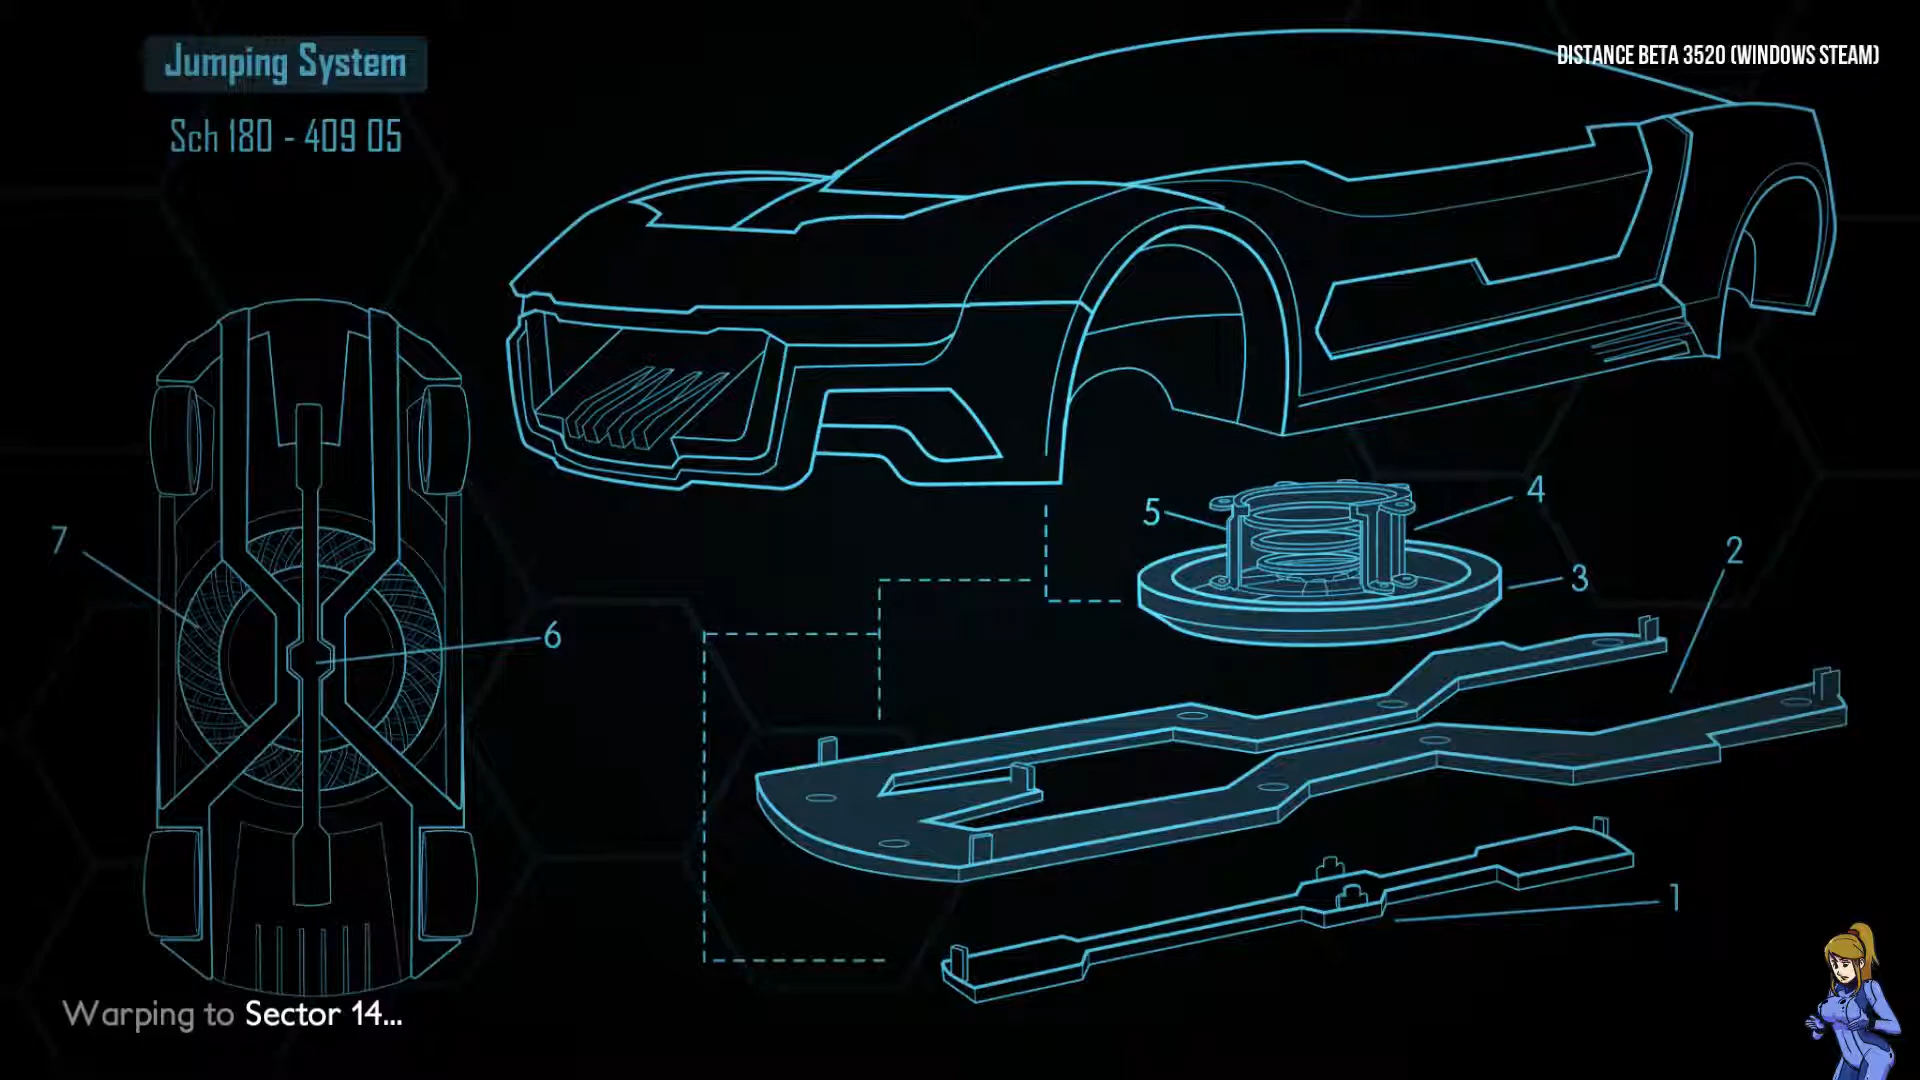 Jumping System
DISTANCE BETA 3520 (WINDOWS STEAM)
Sch 180 - 409 05
4
5
7
2
3
6
1
Warping to Sector 14...